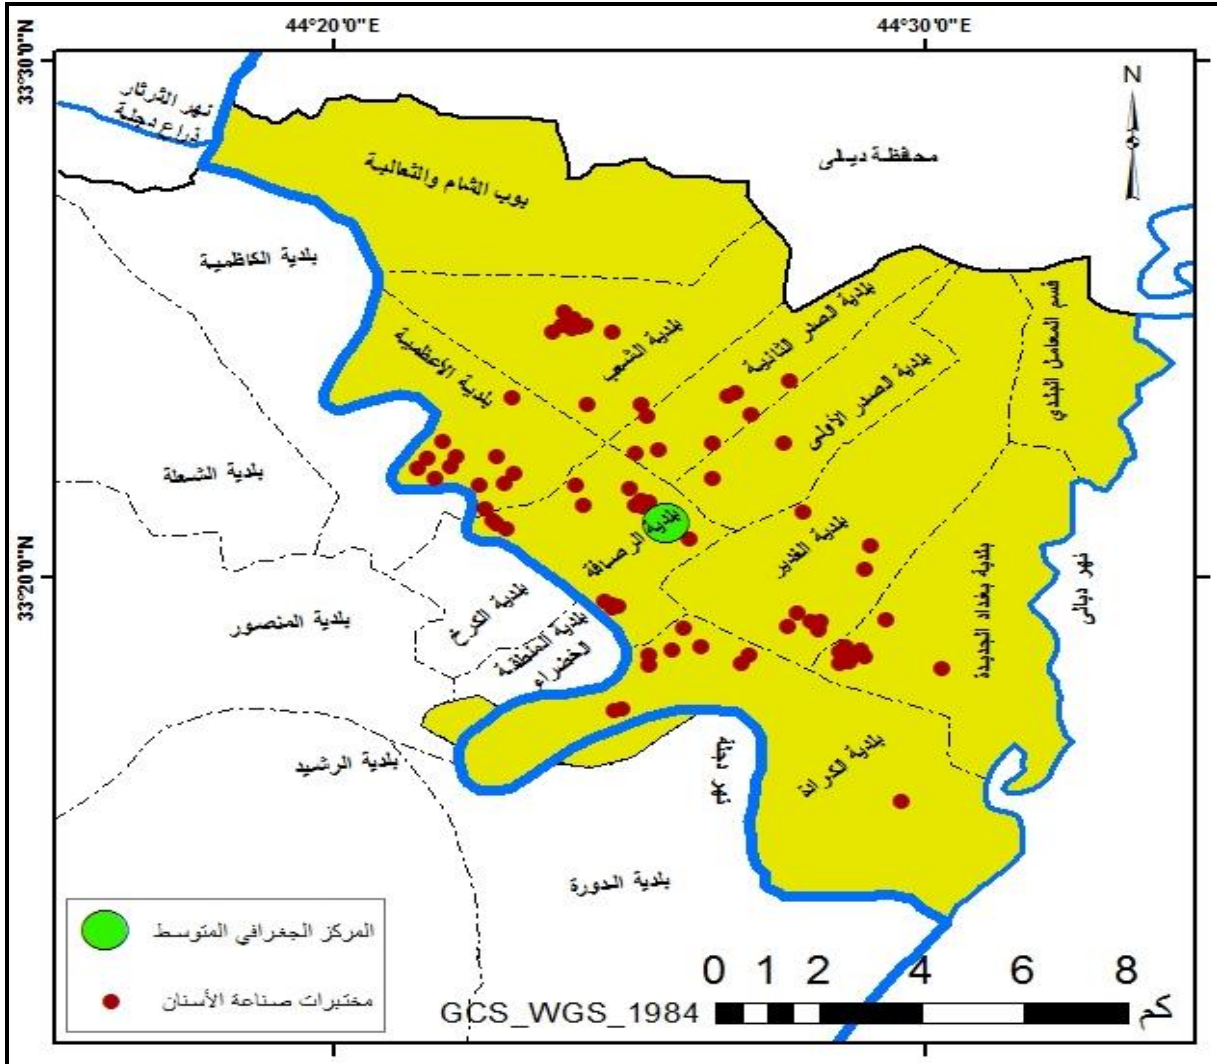 44°20'0"E
44°30'0"E
33°30'0"N
33°20'0"N
N
نهر الثرثار
ذراع دجلة
محافظة ديالى
بوب الشام والثعالبة
بلدية الكاظمية
بلدية الشعب
بلدية الأعظمية
بلدية الصدر الثانية
بلدية الصدر الأولى
قسم المعامل البلدي
بلدية الشعلة
بلدية الرصافة
بلدية الغدير
بلدية بغداد الجديدة
نهر ديالى
بلدية المنصور
بلدية الكرخ
بلدية المنطقة
الخضراء
بلدية الرشيد
نهر دجلة
بلدية الكرادة
بلدية الدورة
المركز الجغرافي المتوسط
مختبرات صناعة الأسنان
0 1 2 4 6 8
كم
GCS_WGS_1984